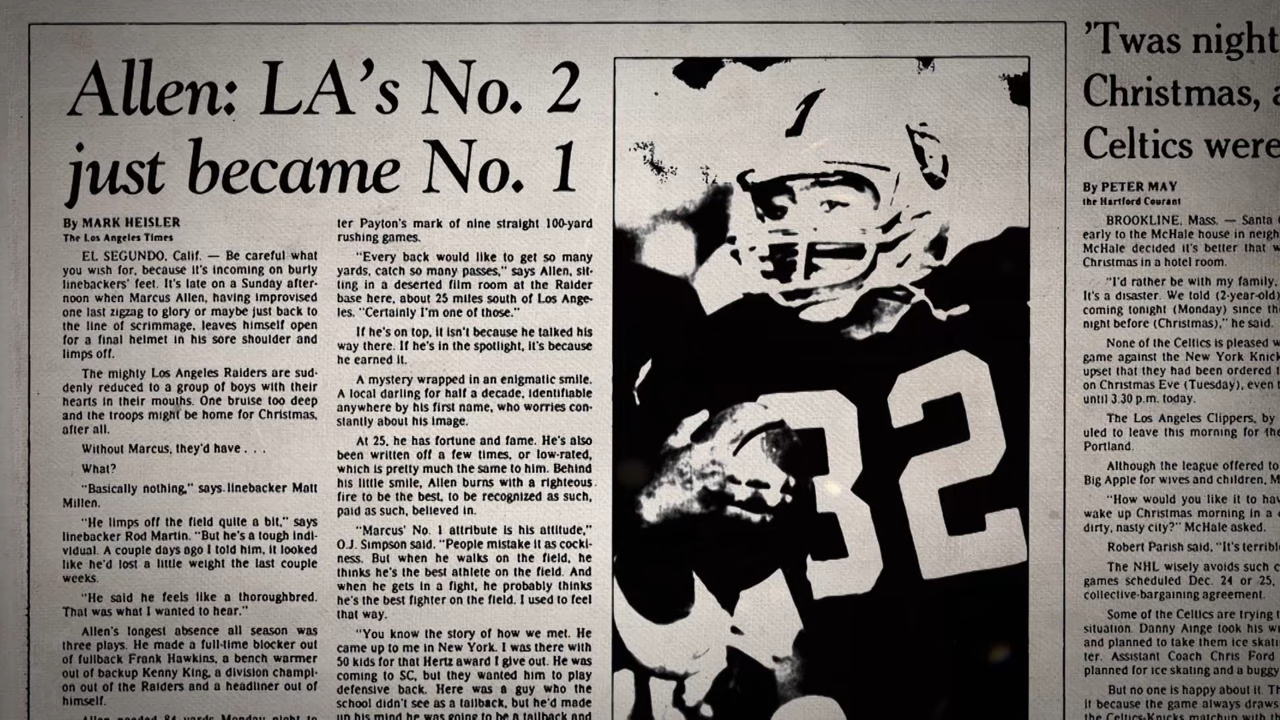 Allen: LA's No. 2
just became No. 1
By MARK HEISLER
The Los Angeles Times
EL SEGUNDO, Calif. — Be careful what
you wish for, because it's incoming on burly
linebackers' feet. It's late on a Sunday after-
noon when Marcus Allen, having improvised
one last zigzag to glory or maybe just back to
the line of scrimmage, leaves himself open
for a final helmet in his sore shoulder and
limps off.
The mighty Los Angeles Raiders are sud-
denly reduced to a group of boys with their
hearts in their mouths. One bruise too deep
and the troops might be home for Christmas,
after all.
Without Marcus, they'd have . . .
What?
"Basically nothing," says linebacker Matt
Millen.
"He limps off the field quite a bit," says
linebacker Rod Martin. "But he's a tough indi-
vidual. A couple days ago I told him, it looked
like he'd lost a little weight the last couple
weeks.
"He said he feels like a thoroughbred.
That was what I wanted to hear."
Allen's longest absence all season was
three plays. He made a full-time blocker out
of fullback Frank Hawkins, a bench warmer
out of backup Kenny King, a division champi-
on out of the Raiders and a headliner out of
himself.
Allen needed 84 yards Monday night to
ter Payton's mark of nine straight 100-yard
rushing games.
"Every back would like to get so many
yards, catch so many passes," says Allen, sit-
ting in a deserted film room at the Raider
base here, about 25 miles south of Los Ange-
les. "Certainly I'm one of those."
If he's on top, it isn't because he talked his
way there. If he's in the spotlight, it's because
he earned it.
A mystery wrapped in an enigmatic smile.
A local darling for half a decade, identifiable
anywhere by his first name, who worries con-
stantly about his image.
At 25, he has fortune and fame. He's also
been written off a few times, or low-rated,
which is pretty much the same to him. Behind
his little smile, Allen burns with a righteous
fire to be the best, to be recognized as such,
paid as such, believed in.
"Marcus' No. 1 attribute is his attitude,"
O.J. Simpson said. "People mistake it as cocki-
ness. But when he walks on the field, he
thinks he's the best athlete on the field. And
when he gets in a fight, he probably thinks
he's the best fighter on the field. I used to feel
that way.
"You know the story of how we met. He
came up to me in New York. I was there with
50 kids for that Hertz award I give out. He was
coming to SC, but they wanted him to play
defensive back. Here was a guy who the
school didn't see as a tailback, but he'd made
up his mind he was going to be a tailback and
32
'Twas night
Christmas, a
Celtics were
By PETER MAY
the Hartford Courant
BROOKLINE, Mass. — Santa
early to the McHale house in neigh
McHale decided it's better that w
Christmas in a hotel room.
"I'd rather be with my family.
It's a disaster. We told (2-year-old)
coming tonight (Monday) since th
night before (Christmas)," he said.
None of the Celtics is pleased w
game against the New York Knick
upset that they had been ordered t
on Christmas Eve (Tuesday), even t
until 3:30 p.m. today.
The Los Angeles Clippers, by
uled to leave this morning for the
Portland.
Although the league offered to
Big Apple for wives and children, M
"How would you like it to hav
wake up Christmas morning in a
dirty, nasty city?" McHale asked.
Robert Parish said, "It's terrible
The NHL wisely avoids such c
games scheduled Dec. 24 or 25,
collective-bargaining agreement.
Some of the Celtics are trying t
situation. Danny Ainge took his wi
and planned to take them ice skati
ter. Assistant Coach Chris Ford
planned for ice skating and a buggy
But no one is happy about it. Th
it because the game always draws
the Celtics-Knicks matchup with